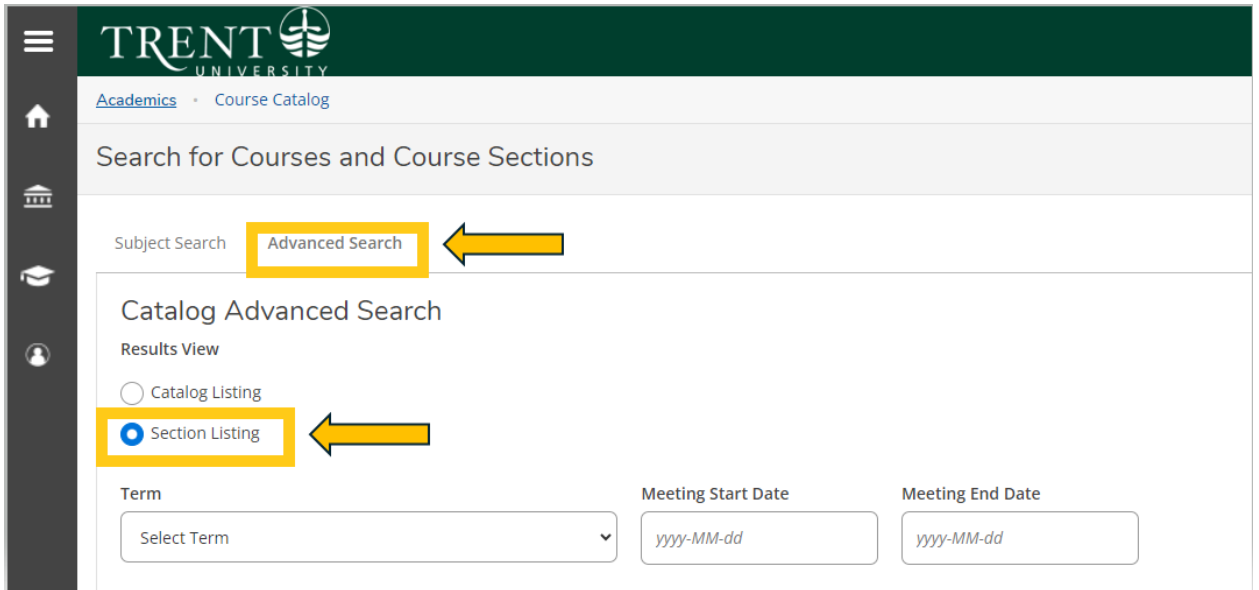 TRENT
UNIVERSITY
Academics • Course Catalog
Search for Courses and Course Sections
Subject Search Advanced Search
Catalog Advanced Search
Results View
Catalog Listing
Section Listing
Term Meeting Start Date Meeting End Date
Select Term yyyy-MM-dd yyyy-MM-dd